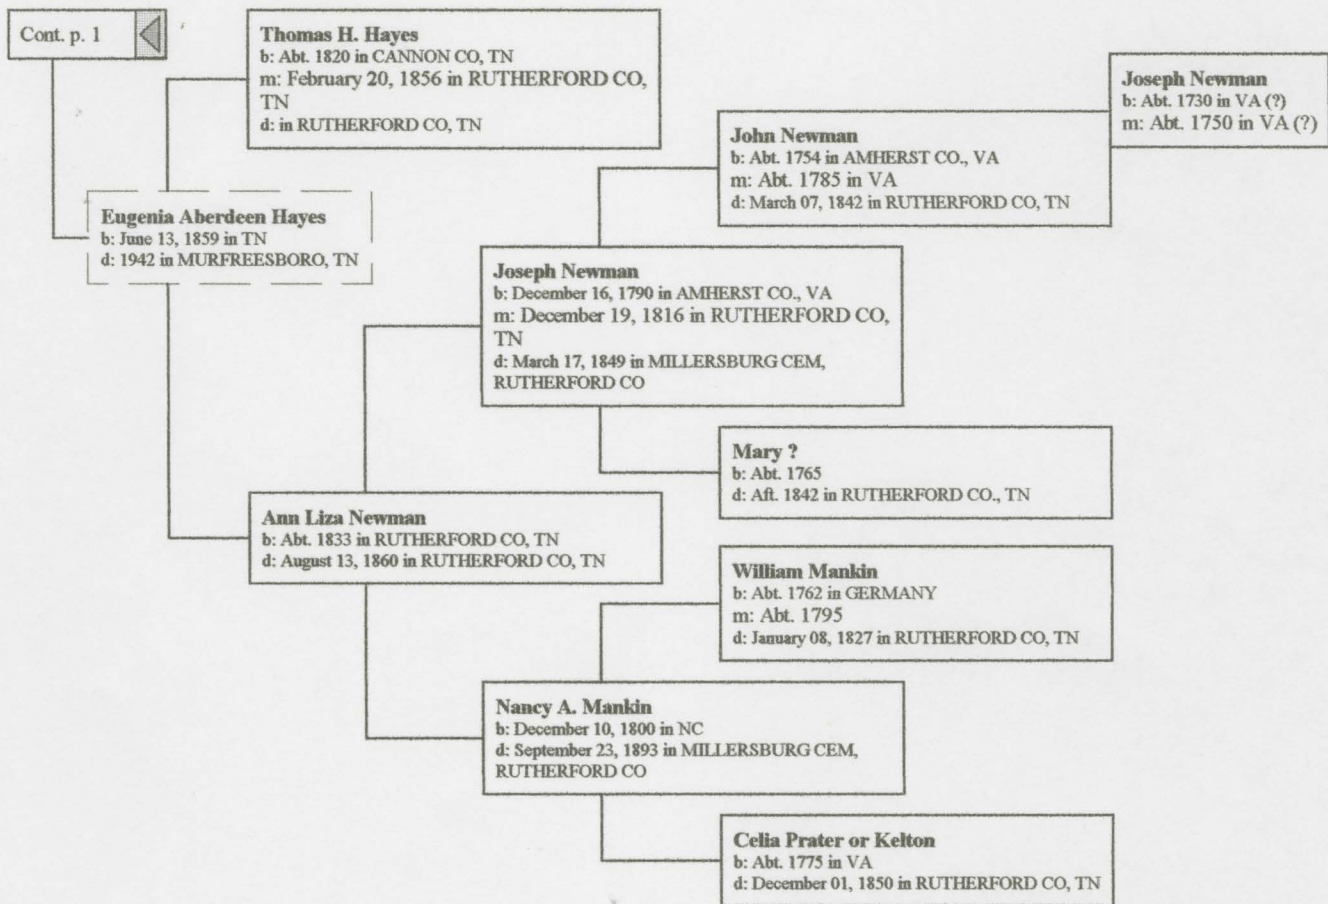 Cont. p. 1
Thomas H. Hayes
b: Abt. 1820 in CANNON CO, TN
m: February 20, 1856 in RUTHERFORD CO,
TN
d: in RUTHERFORD CO, TN
Joseph Newman
b: Abt. 1730 in VA (?)
m: Abt. 1750 in VA (?)
John Newman
b: Abt. 1754 in AMHERST CO., VA
m: Abt. 1785 in VA
d: March 07, 1842 in RUTHERFORD CO, TN
Eugenia Aberdeen Hayes
b: June 13, 1859 in TN
d: 1942 in MURFREESBORO, TN
Joseph Newman
b: December 16, 1790 in AMHERST CO., VA
m: December 19, 1816 in RUTHERFORD CO,
TN
d: March 17, 1849 in MILLERSBURG CEM,
RUTHERFORD CO
Mary ?
b: Abt. 1765
d: Aft. 1842 in RUTHERFORD CO., TN
Ann Liza Newman
b: Abt. 1833 in RUTHERFORD CO, TN
d: August 13, 1860 in RUTHERFORD CO, TN
William Mankin
b: Abt. 1762 in GERMANY
m: Abt. 1795
d: January 08, 1827 in RUTHERFORD CO, TN
Nancy A. Mankin
b: December 10, 1800 in NC
d: September 23, 1893 in MILLERSBURG CEM,
RUTHERFORD CO
Celia Prater or Kelton
b: Abt. 1775 in VA
d: December 01, 1850 in RUTHERFORD CO, TN